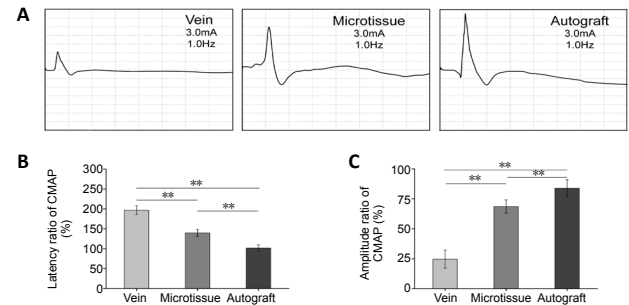 A
Vein
3.0mA
1.0Hz
Microtissue
3.0mA
1.0Hz
Autograft
3.0mA
1.0Hz
B
Latency ratio of CMAP
(%)
300
250
200
150
100
50
0
**
**
**
Vein Microtissue Autograft
C
Amplitude ratio of
CMAP (%)
100
75
50
25
0
**
**
**
Vein Microtissue Autograft